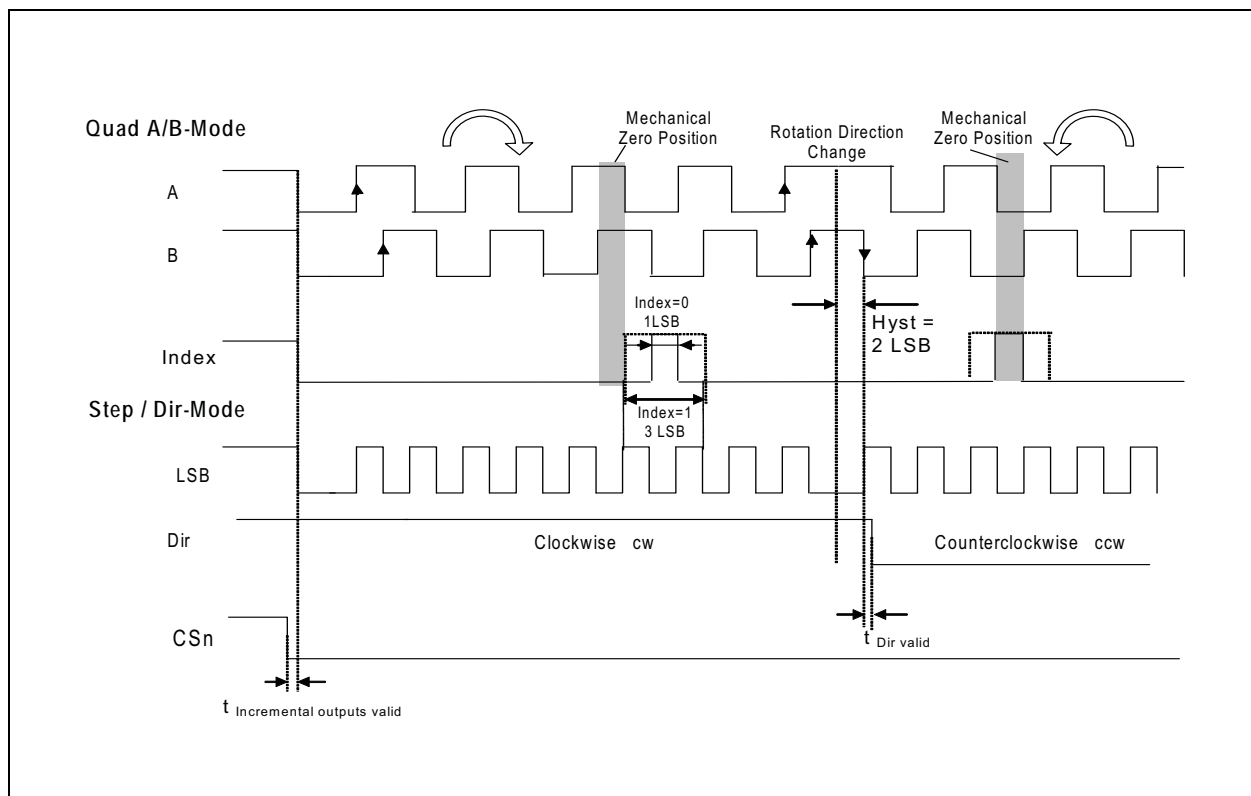 Quad A/B-Mode
Mechanical
Zero Position
Rotation Direction
Change
Mechanical
Zero Position
A
B
Index=0
1LSB
Hyst =
2 LSB
Index
Step / Dir-Mode
Index=1
3 LSB
LSB
Dir
Clockwise cw
Counterclockwise ccw
CSn
t Dir valid
t Incremental outputs valid